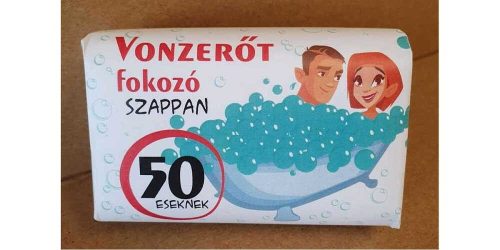 VONZERŐT
fokozó
SZAPPAN
50
ESEKNEK